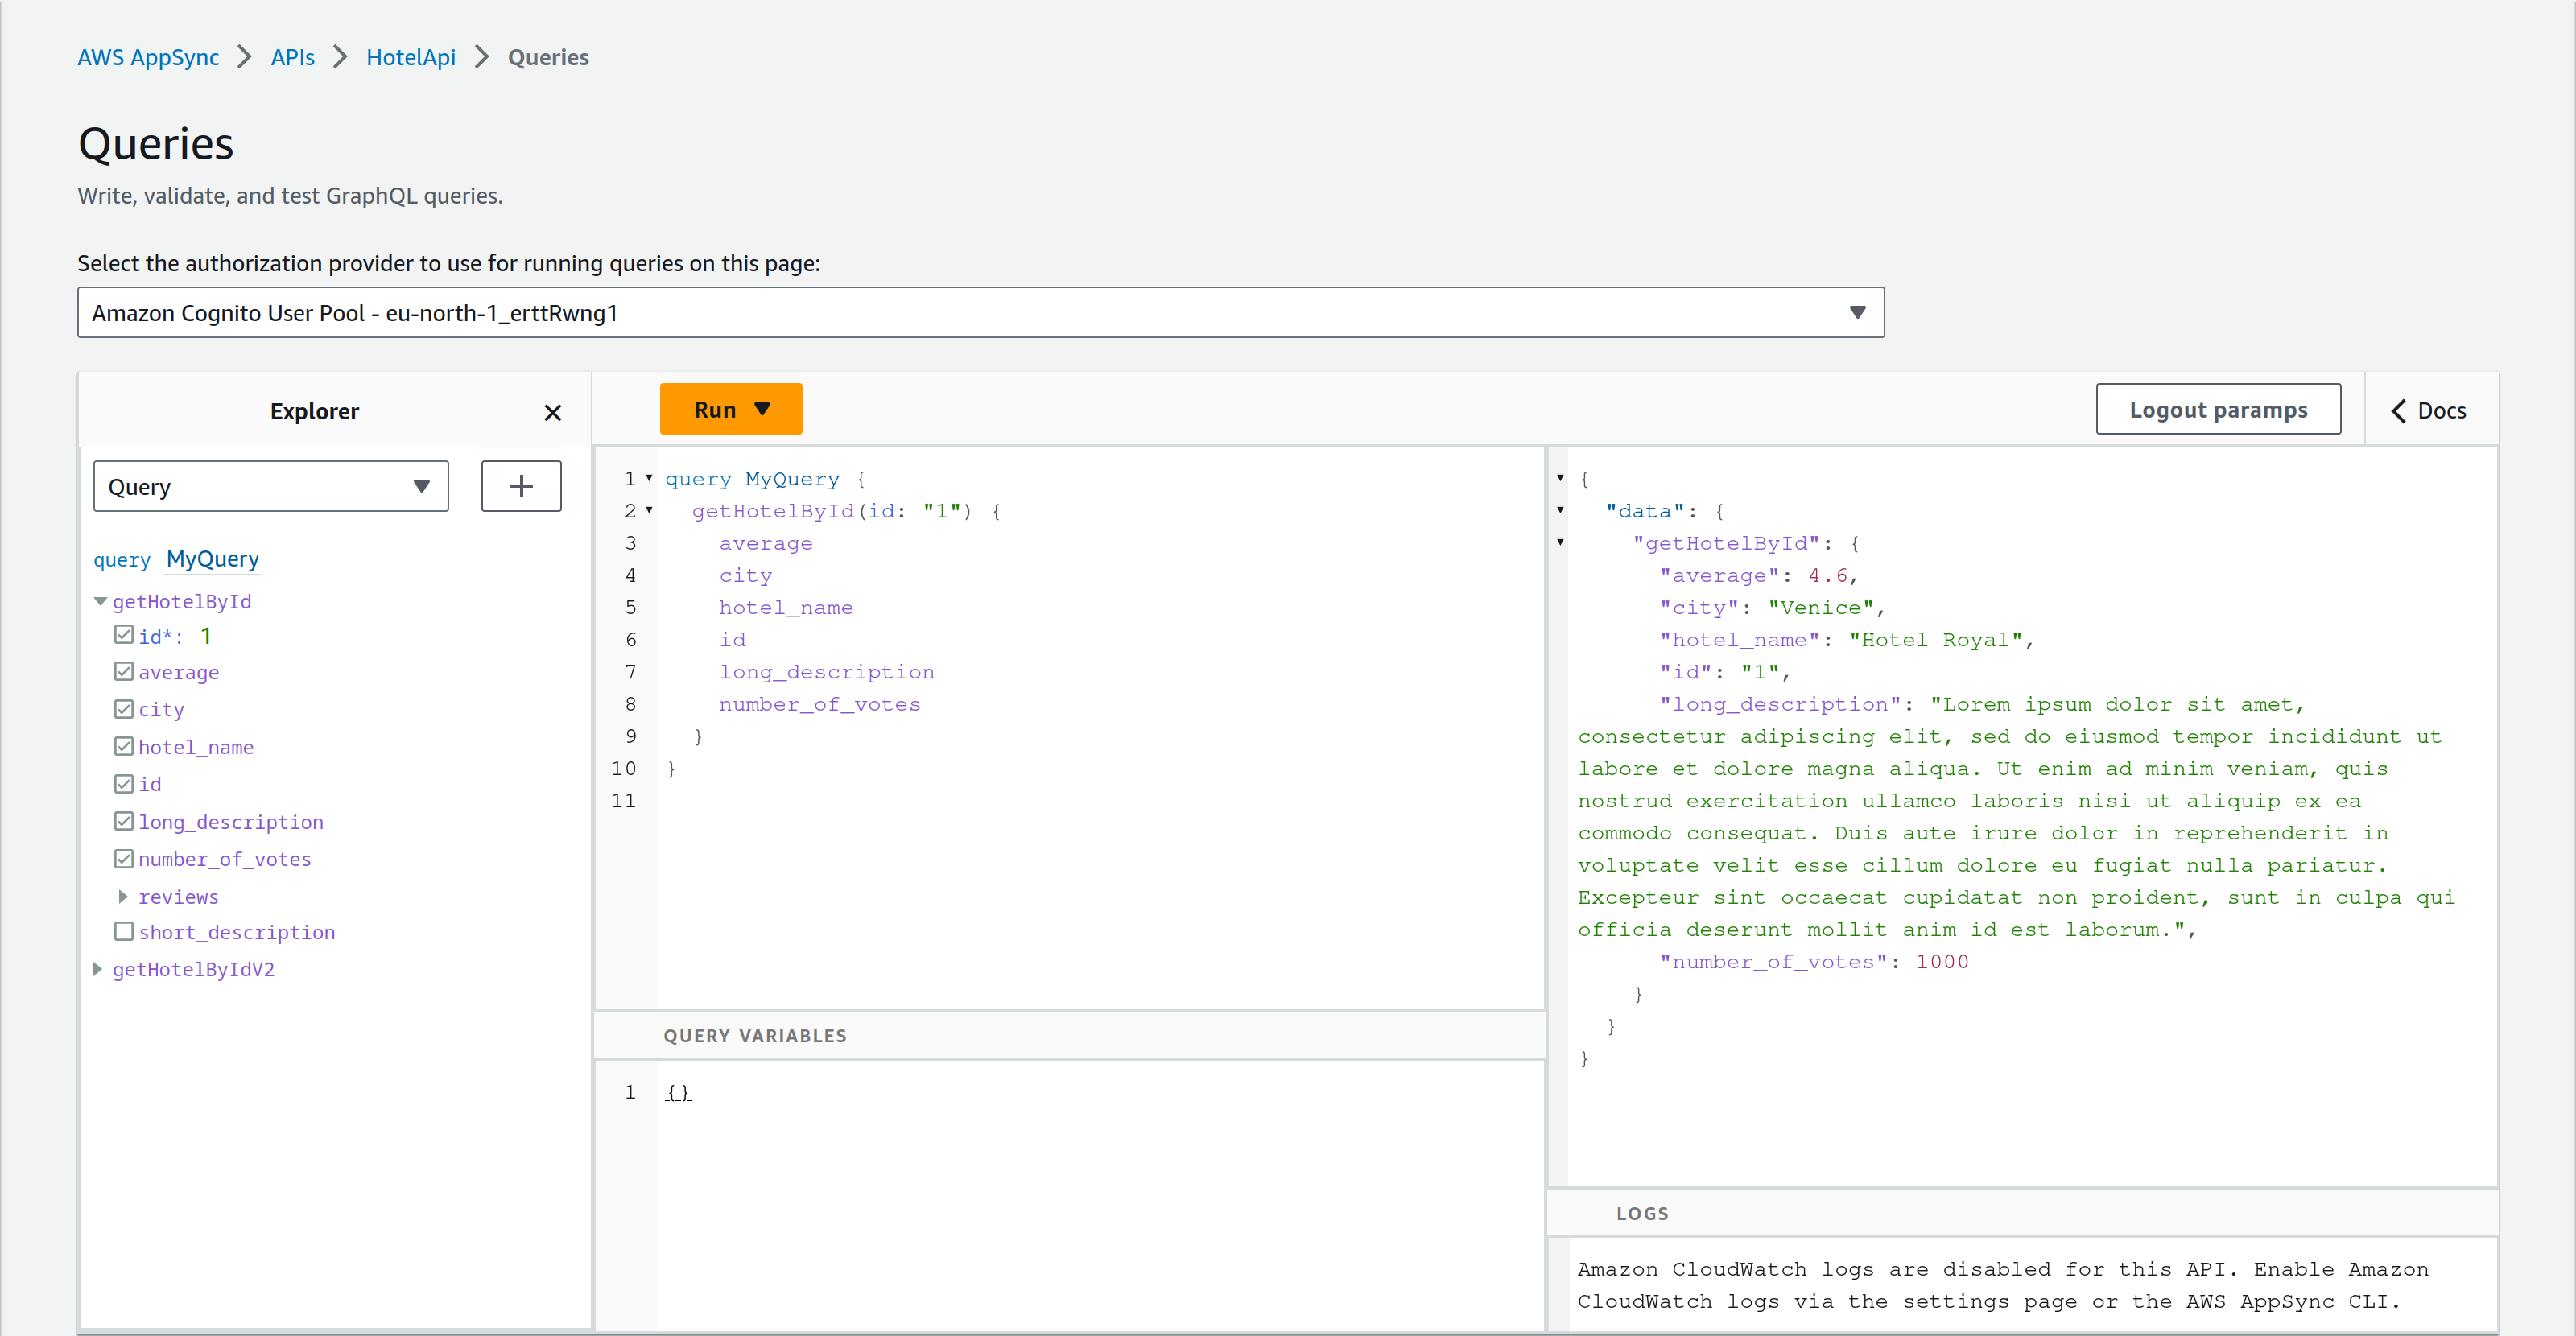 AWS AppSync > APIs > HotelApi > Queries
Queries
Write, validate, and test GraphQL queries.
Select the authorization provider to use for running queries on this page:
Amazon Cognito User Pool - eu-north-1_erttRwng1
Explorer
Query
query MyQuery
getHotelById
id*: 1
average
city
hotel_name
id
long_description
number_of_votes
reviews
short_description
getHotelByIdV2
Run
Logout paramps
Docs
1 query MyQuery {
2 getHotelById(id: "1") {
3 average
4 city
5 hotel_name
6 id
7 long_description
8 number_of_votes
9 }
10 }
11
QUERY VARIABLES
1 {}
{
"data": {
"getHotelById": {
"average": 4.6,
"city": "Venice",
"hotel_name": "Hotel Royal",
"id": "1",
"long_description": "Lorem ipsum dolor sit amet,
consectetur adipiscing elit, sed do eiusmod tempor incididunt ut
labore et dolore magna aliqua. Ut enim ad minim veniam, quis
nostrud exercitation ullamco laboris nisi ut aliquip ex ea
commodo consequat. Duis aute irure dolor in reprehenderit in
voluptate velit esse cillum dolore eu fugiat nulla pariatur.
Excepteur sint occaecat cupidatat non proident, sunt in culpa qui
officia deserunt mollit anim id est laborum.",
"number_of_votes": 1000
}
}
}
LOGS
Amazon CloudWatch logs are disabled for this API. Enable Amazon
CloudWatch logs via the settings page or the AWS AppSync CLI.